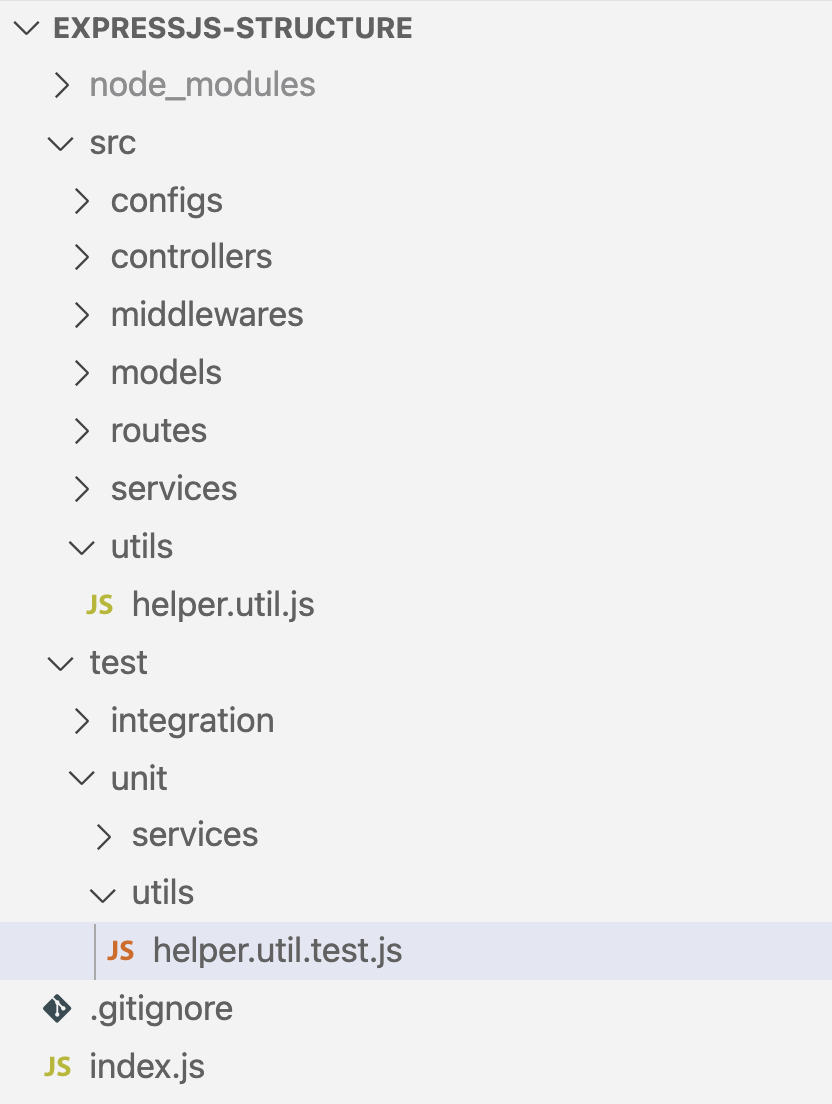 EXPRESSJS-STRUCTURE
node_modules
src
configs
controllers
middlewares
models
routes
services
utils
JS helper.util.js
test
integration
unit
services
utils
JS helper.util.test.js
.gitignore
JS index.js